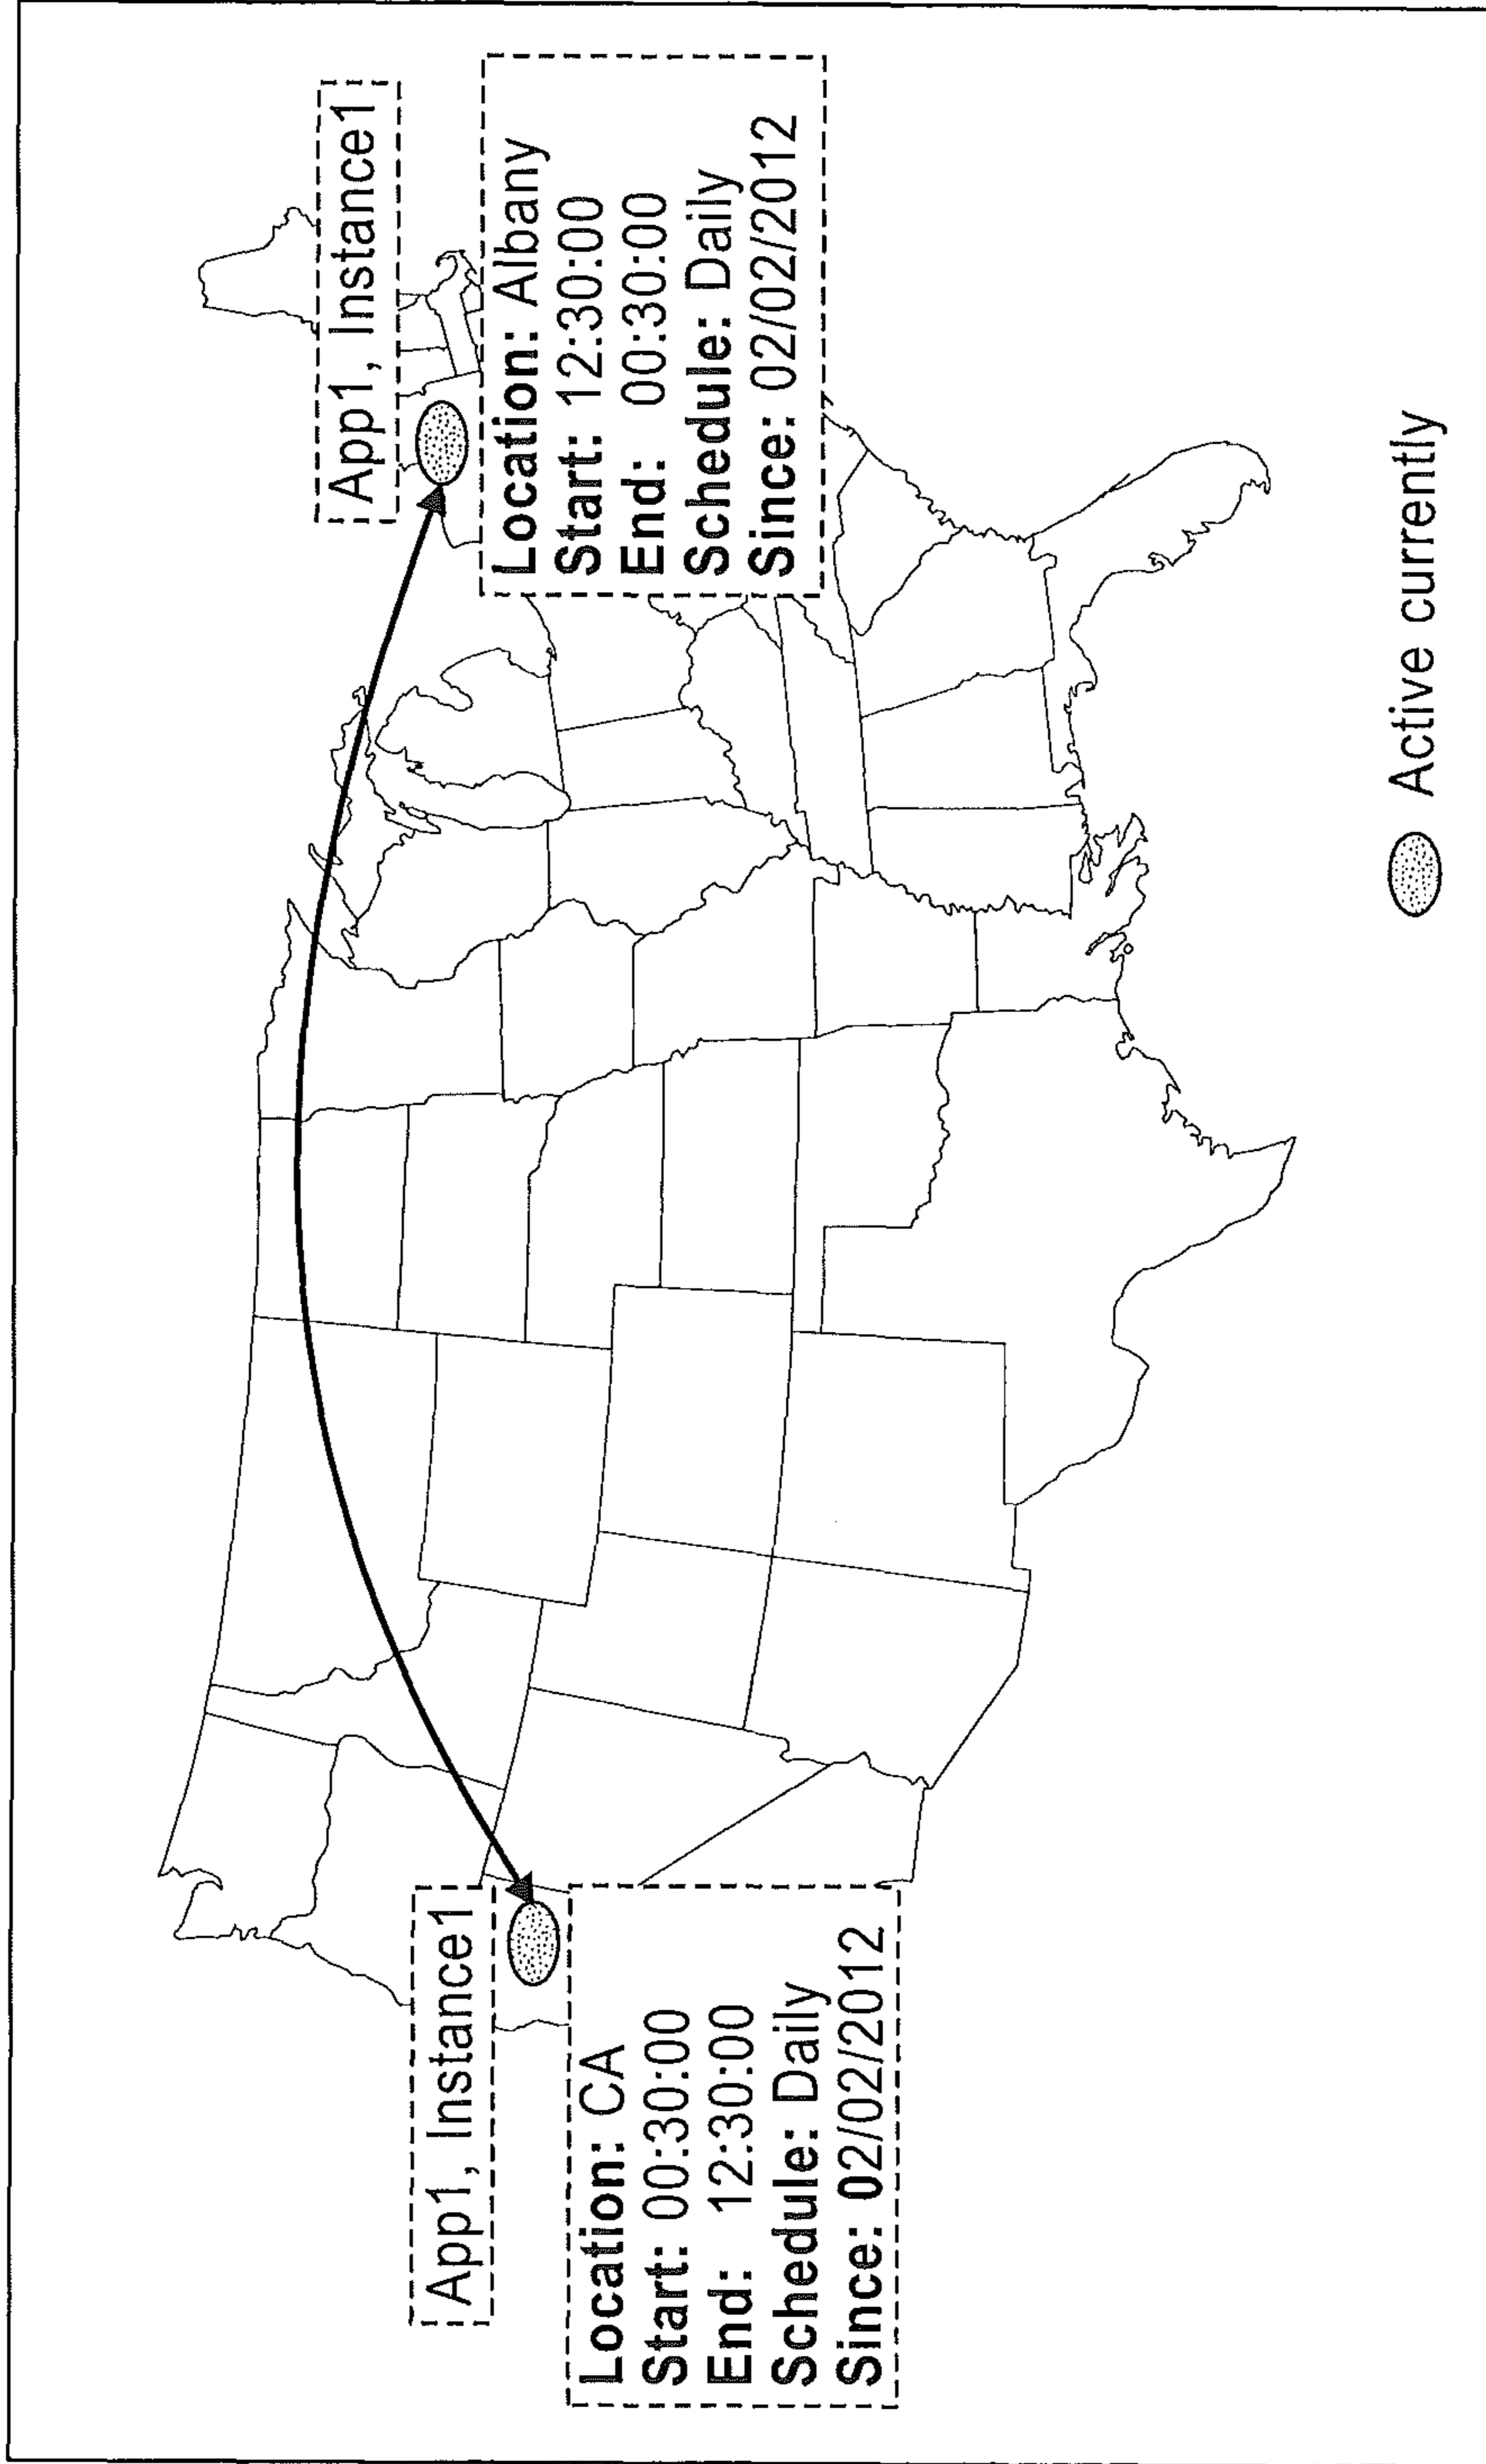 App1, Instance1
Location: CA
Start: 00:30:00
End: 12:30:00
Schedule: Daily
Since: 02/02/2012
App1, Instance1
Location: Albany
Start: 12:30:00
End: 00:30:00
Schedule: Daily
Since: 02/02/2012
Active currently